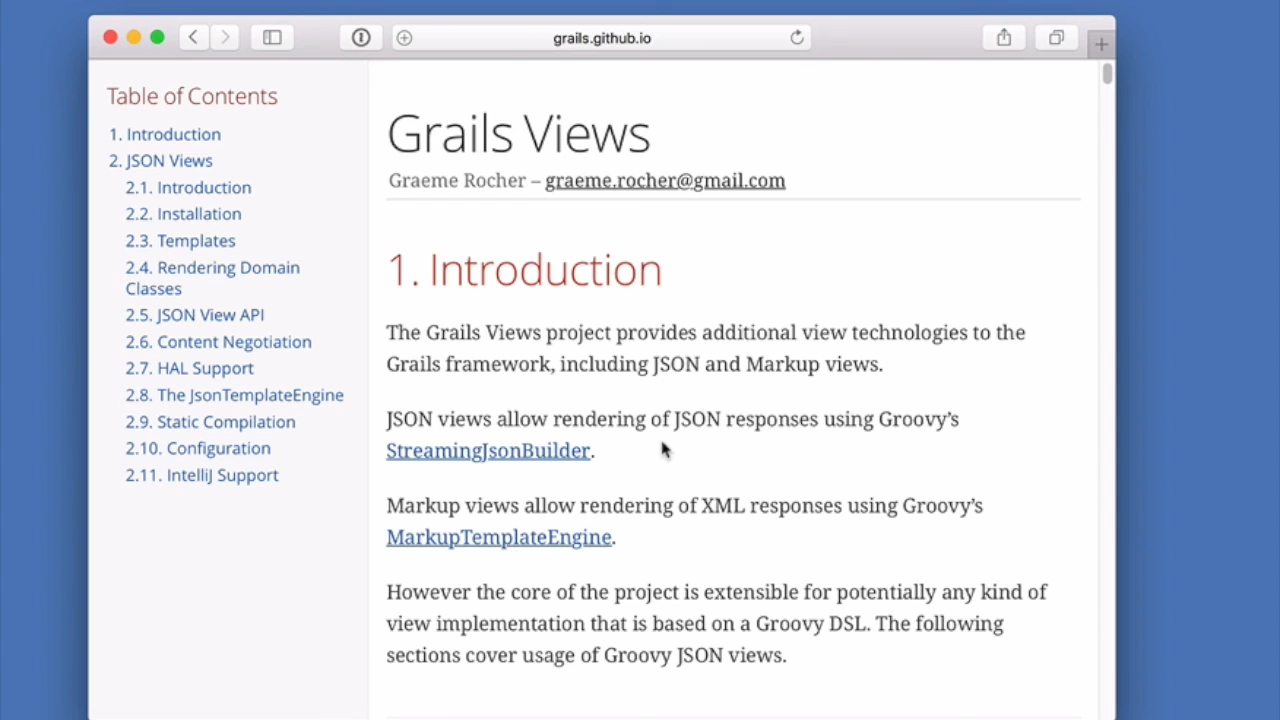 grails.github.io
Table of Contents
1. Introduction
2. JSON Views
2.1. Introduction
2.2. Installation
2.3. Templates
2.4. Rendering Domain
Classes
2.5. JSON View API
2.6. Content Negotiation
2.7. HAL Support
2.8. The JsonTemplateEngine
2.9. Static Compilation
2.10. Configuration
2.11. IntelliJ Support
Grails Views
Graeme Rocher – graeme.rocher@gmail.com
1. Introduction
The Grails Views project provides additional view technologies to the
Grails framework, including JSON and Markup views.
JSON views allow rendering of JSON responses using Groovy’s
StreamingJsonBuilder.
Markup views allow rendering of XML responses using Groovy’s
MarkupTemplateEngine.
However the core of the project is extensible for potentially any kind of
view implementation that is based on a Groovy DSL. The following
sections cover usage of Groovy JSON views.